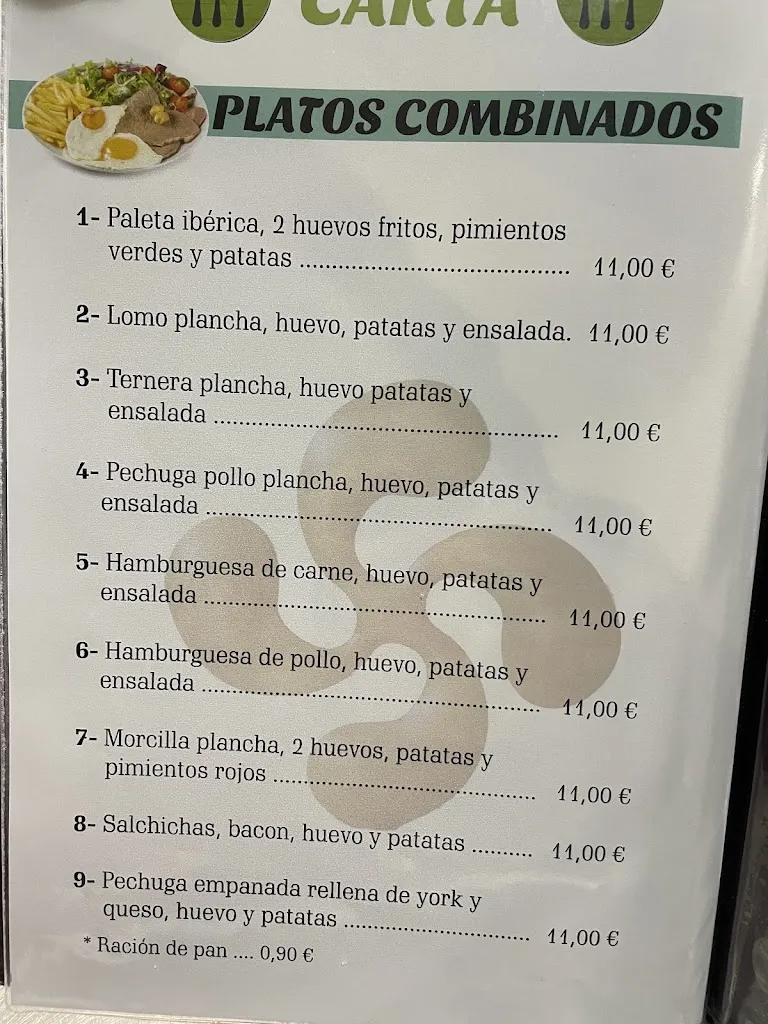 CARTA
PLATOS COMBINADOS
1- Paleta ibérica, 2 huevos fritos, pimientos
verdes y patatas .......................................... 11,00 €
2- Lomo plancha, huevo, patatas y ensalada. 11,00 €
3- Ternera plancha, huevo patatas y
ensalada ..................................................... 11,00 €
4- Pechuga pollo plancha, huevo, patatas y
ensalada ..................................................... 11,00 €
5- Hamburguesa de carne, huevo, patatas y
ensalada ..................................................... 11,00 €
6- Hamburguesa de pollo, huevo, patatas y
ensalada ..................................................... 11,00 €
7- Morcilla plancha, 2 huevos, patatas y
pimientos rojos ......................................... 11,00 €
8- Salchichas, bacon, huevo y patatas ......... 11,00 €
9- Pechuga empanada rellena de york y
queso, huevo y patatas .............................. 11,00 €
* Ración de pan .... 0,90 €